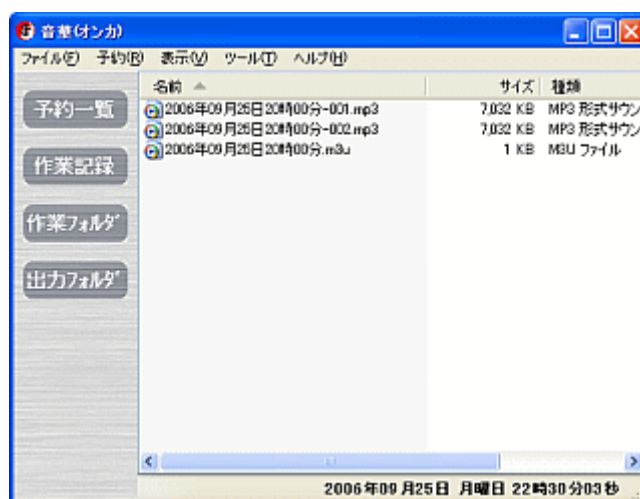 音華(オンカ)
ファイル(F) 予約(R) 表示(V) ツール(T) ヘルプ(H)
名前 サイズ 種類
予約一覧
2006年09月25日20時00分-001.mp3 7,032 KB MP3 形式サウン
2006年09月25日20時00分-002.mp3 7,032 KB MP3 形式サウン
2006年09月25日20時00分.m3u 1 KB M3U ファイル
作業記録
作業フォルダ
出力フォルダ
2006年09月25日 月曜日 22時30分03秒